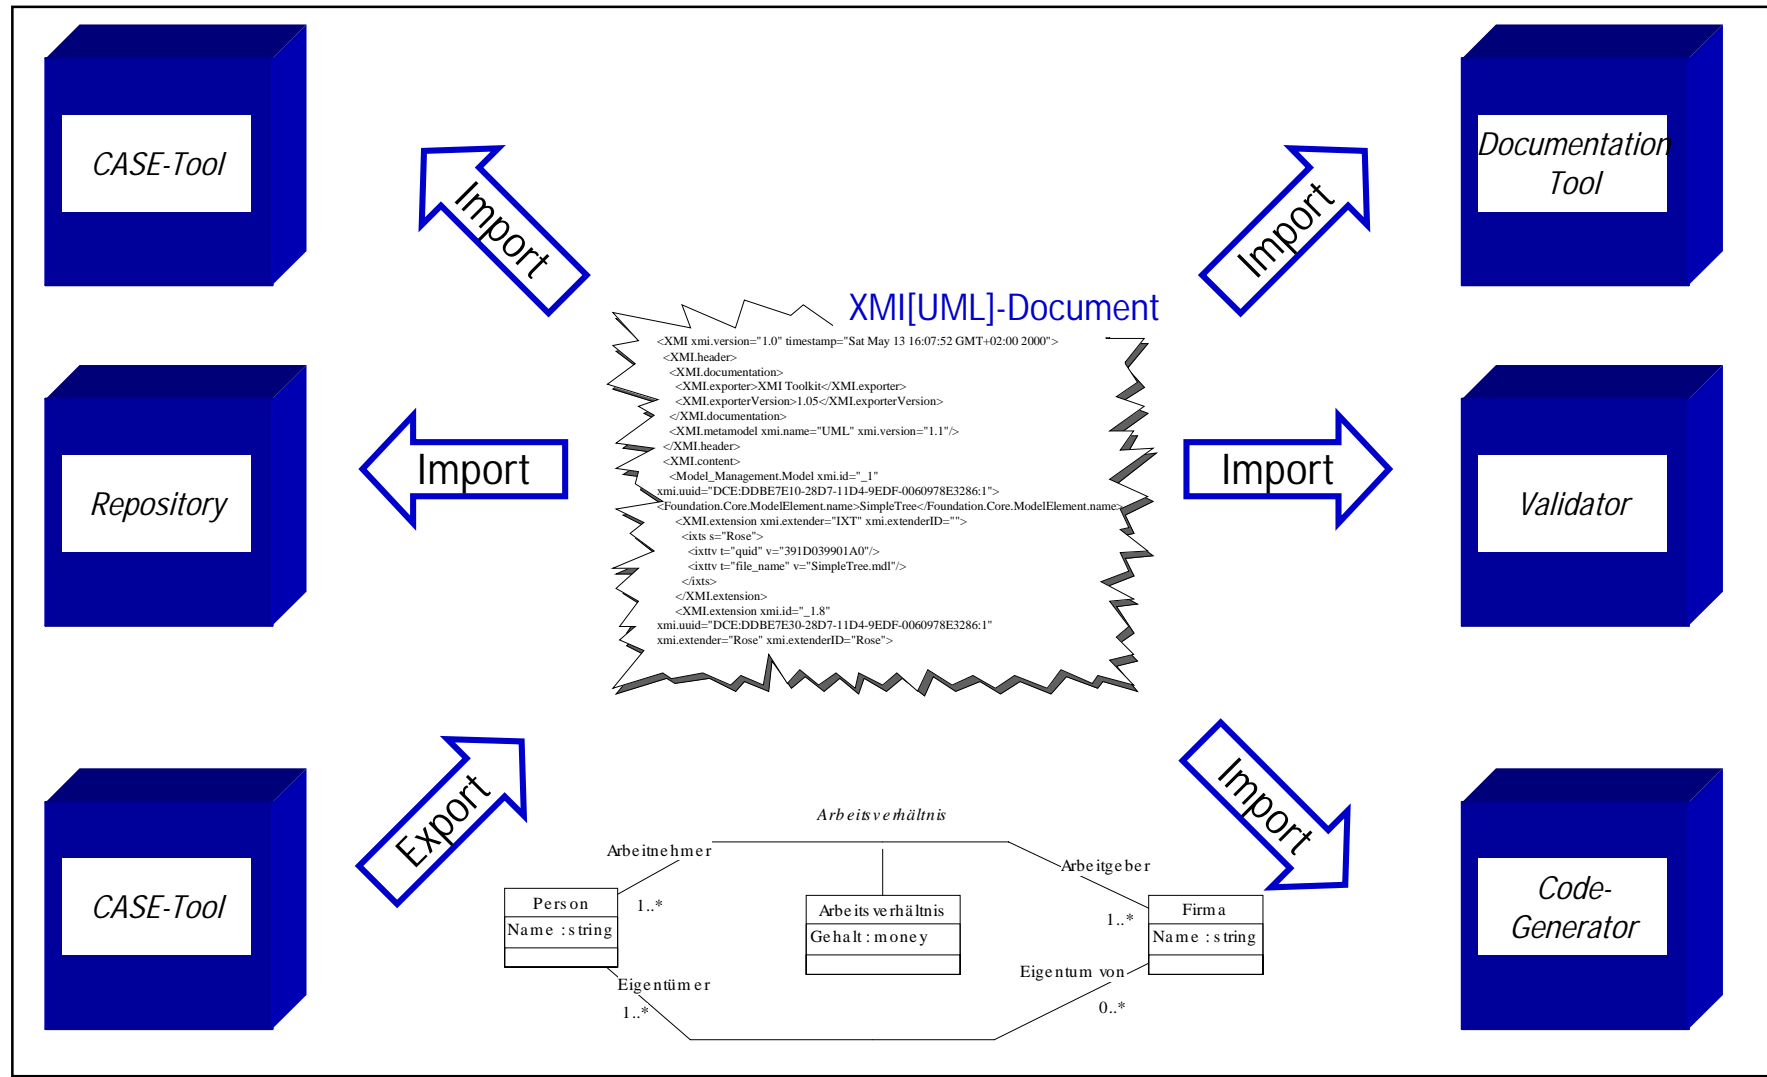 CASE-Tool
Import
Import
Documentation
Tool
XMI[UML]-Document
<XMI xmi.version="1.0" timestamp="Sat May 13 16:07:52 GMT+02:00 2000">
<XMI.header>
<XMI.documentation>
<XMI.exporter>XMI Toolkit</XMI.exporter>
<XMI.exporterVersion>1.05</XMI.exporterVersion>
</XMI.documentation>
<XMI.metamodel xmi.name="UML" xmi.version="1.1"/>
</XMI.header>
<XMI.content>
<Model_Management.Model xmi.id="_1"
xmi.uuid="DCE:DDBE7E10-28D7-11D4-9EDF-0060978E3286:1">
<Foundation.Core.ModelElement.name>SimpleTree</Foundation.Core.ModelElement.name>
<XMI.extension xmi.extender="IXT" xmi.extenderID="">
<ixts s="Rose">
<ixttv t="quid" v="391D039901A0"/>
<ixttv t="file_name" v="SimpleTree.mdl"/>
</ixts>
</XMI.extension>
<XMI.extension xmi.id="_1.8"
xmi.uuid="DCE:DDBE7E30-28D7-11D4-9EDF-0060978E3286:1"
xmi.extender="Rose" xmi.extenderID="Rose">
Repository
Import
Import
Validator
CASE-Tool
Export
Import
Code-
Generator
Arbeitsverhältnis
Arbeitnehmer
Arbeitgeber
Person
Name : string
1..*
Arbeitsverhältnis
Gehalt : money
1..*
Firma
Name : string
Eigentümer
1..*
Eigentum von
0..*